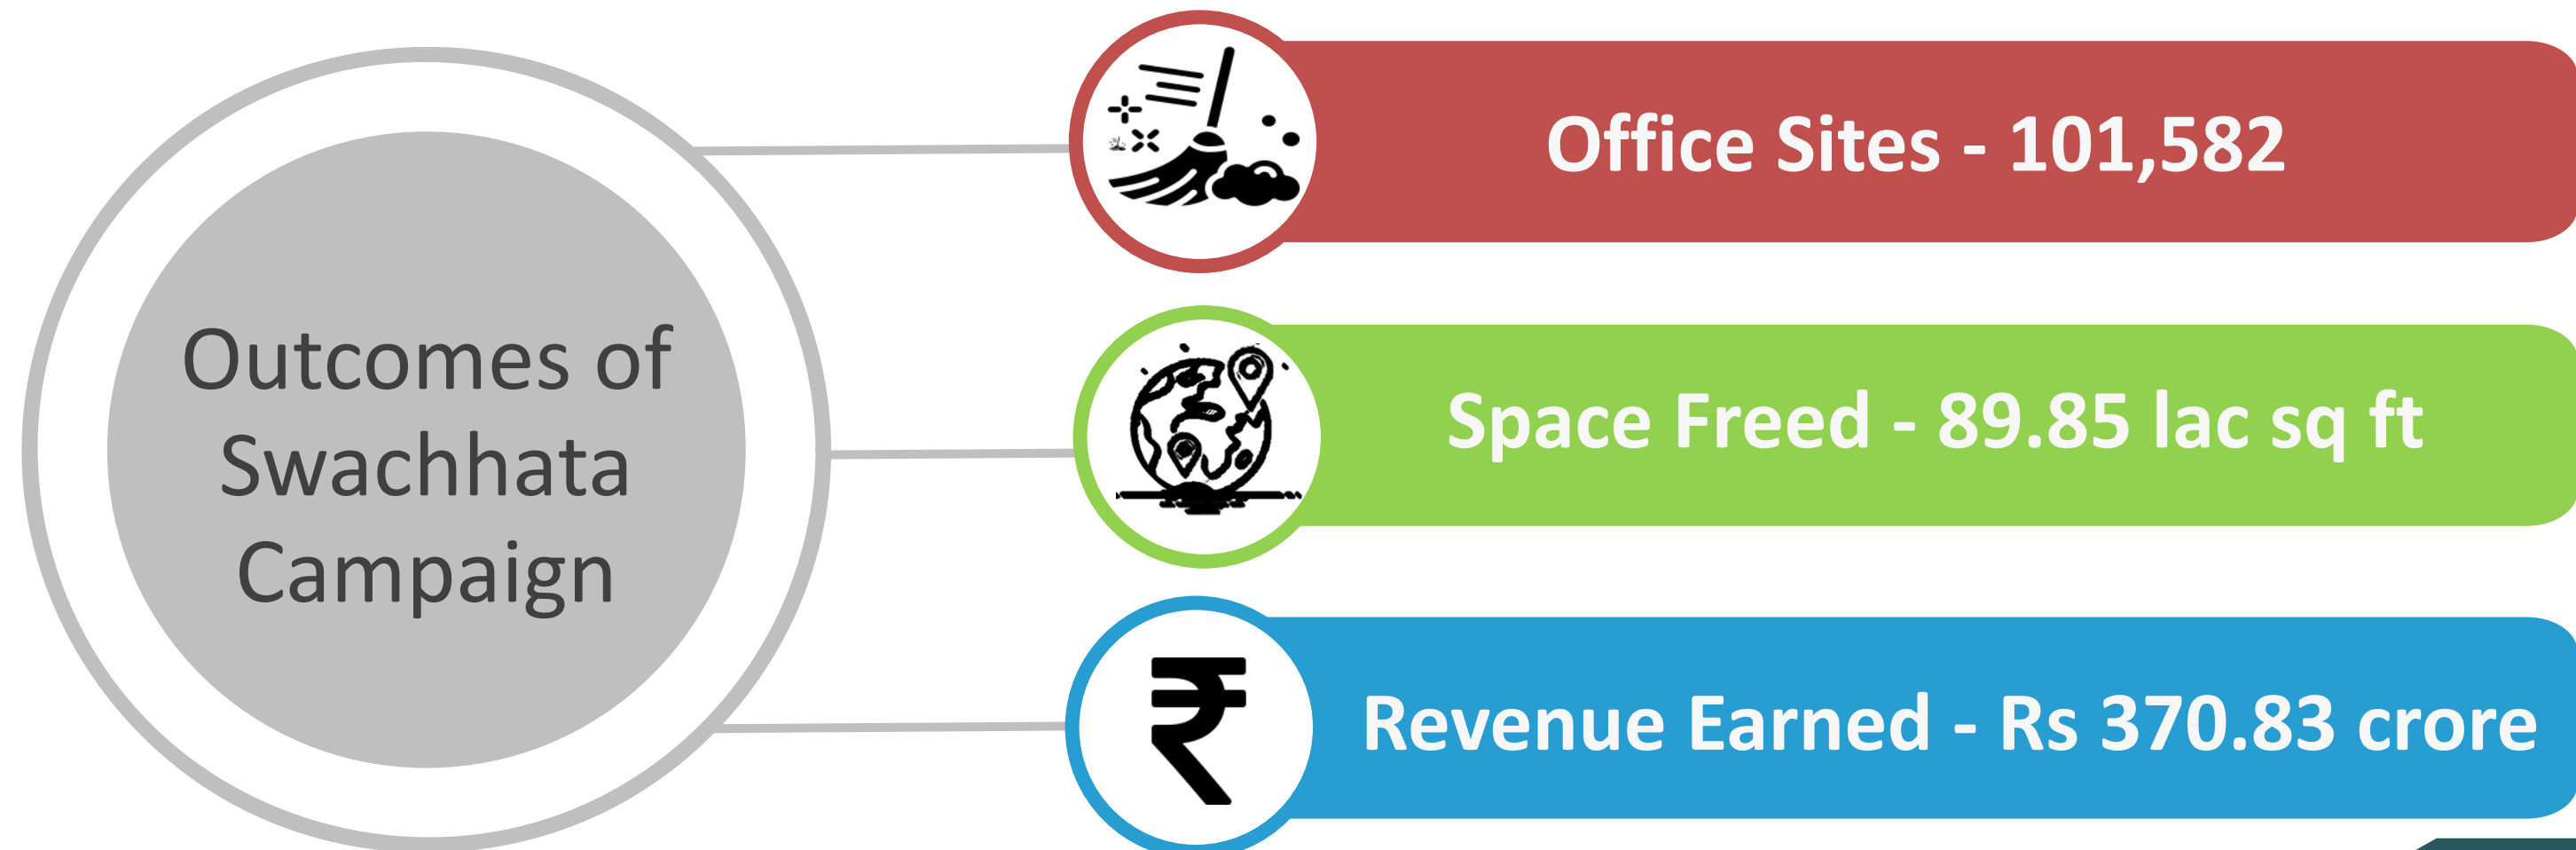 Outcomes of
Swachhata
Campaign
Office Sites - 101,582
Space Freed - 89.85 lac sq ft
Revenue Earned - Rs 370.83 crore